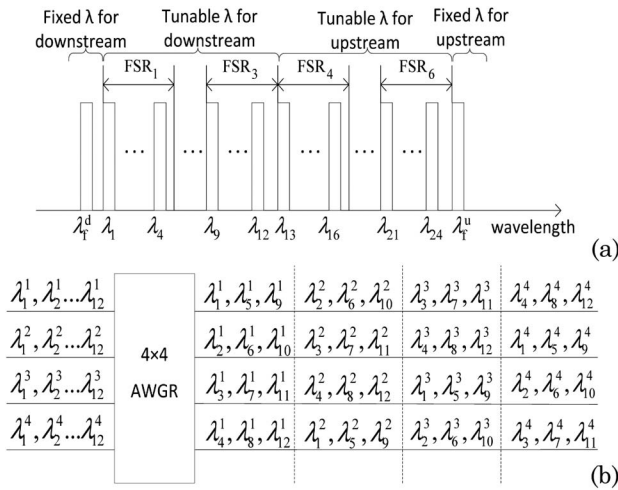 Fixed λ for downstream
Tunable λ for downstream
Tunable λ for upstream
Fixed λ for upstream
FSR₁ FSR₃ FSR₄ FSR₆
... ... ... ...
λ_f^d λ₁ λ₄ λ₉ λ₁₂ λ₁₃ λ₁₆ λ₂₁ λ₂₄ λ_f^u wavelength
(a)
λ₁¹, λ₂¹...λ₁₂¹ λ₁¹, λ₅¹, λ₉¹ λ₂², λ₆², λ₁₀² λ₃³, λ₇³, λ₁₁³ λ₄⁴, λ₈⁴, λ₁₂⁴
λ₁², λ₂²...λ₁₂² λ₂¹, λ₆¹, λ₁₀¹ λ₃², λ₇², λ₁₁² λ₄³, λ₈³, λ₁₂³ λ₁⁴, λ₅⁴, λ₉⁴
4×4
AWGR
λ₁³, λ₂³...λ₁₂³ λ₃¹, λ₇¹, λ₁₁¹ λ₄², λ₈², λ₁₂² λ₁³, λ₅³, λ₉³ λ₂⁴, λ₆⁴, λ₁₀⁴
λ₁⁴, λ₂⁴...λ₁₂⁴ λ₄¹, λ₈¹, λ₁₂¹ λ₁², λ₅², λ₉² λ₂³, λ₆³, λ₁₀³ λ₃⁴, λ₇⁴, λ₁₁⁴
(b)